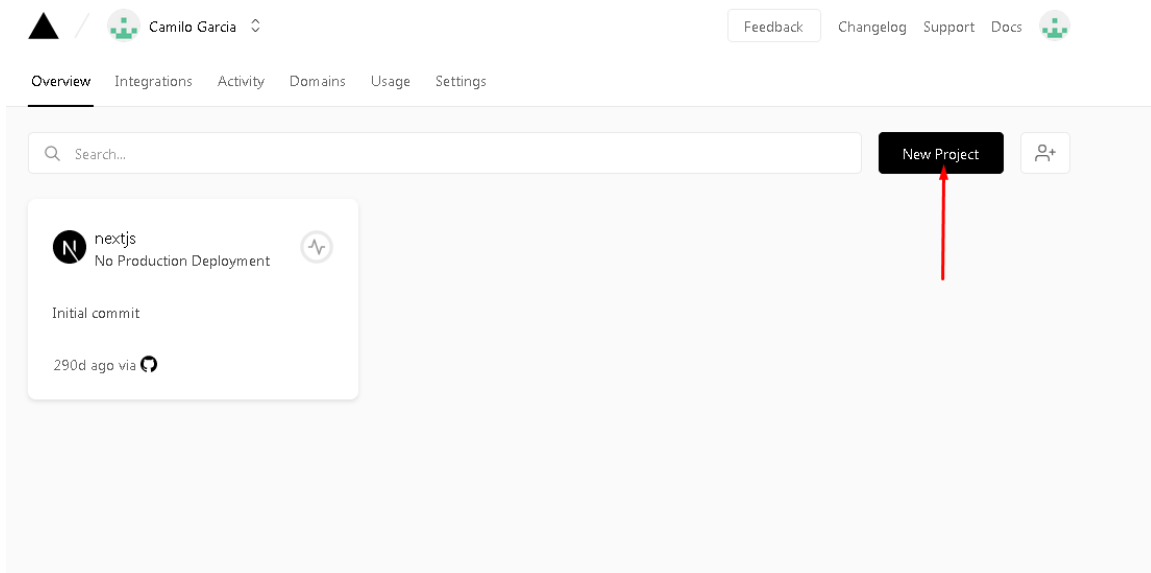 Camilo Garcia
Feedback Changelog Support Docs
Overview Integrations Activity Domains Usage Settings
Search...
New Project
N nextjs
No Production Deployment
Initial commit
290d ago via